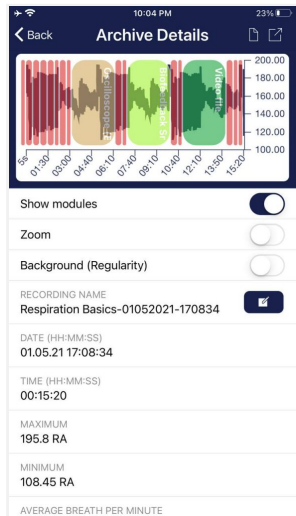 10:04 PM
23%
Back
Archive Details
200.00
180.00
160.00
140.00
120.00
100.00
5s
01:30
03:00
04:40
06:10
07:40
09:10
10:40
12:10
13:50
15:20
Show modules
Zoom
Background (Regularity)
RECORDING NAME
Respiration Basics-01052021-170834
DATE (HH:MM:SS)
01.05.21 17:08:34
TIME (HH:MM:SS)
00:15:20
MAXIMUM
195.8 RA
MINIMUM
108.45 RA
AVERAGE BREATH PER MINUTE